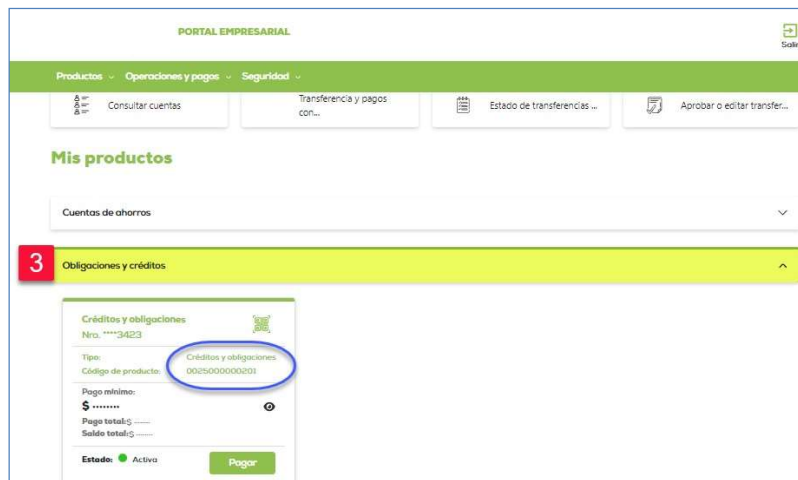 PORTAL EMPRESARIAL
Salir
Productos Operaciones y pagos Seguridad
Consultar cuentas
Transferencia y pagos
con...
Estado de transferencias ...
Aprobar o editar transfer...
Mis productos
Cuentas de ahorros
3 Obligaciones y créditos
Créditos y obligaciones
Nro. ****3423
Tipo: Créditos y obligaciones
Código de producto: 0025000000201
Pago mínimo:
$ ........
Pago total:$ ........
Saldo total:$ ........
Estado: Activa Pagar